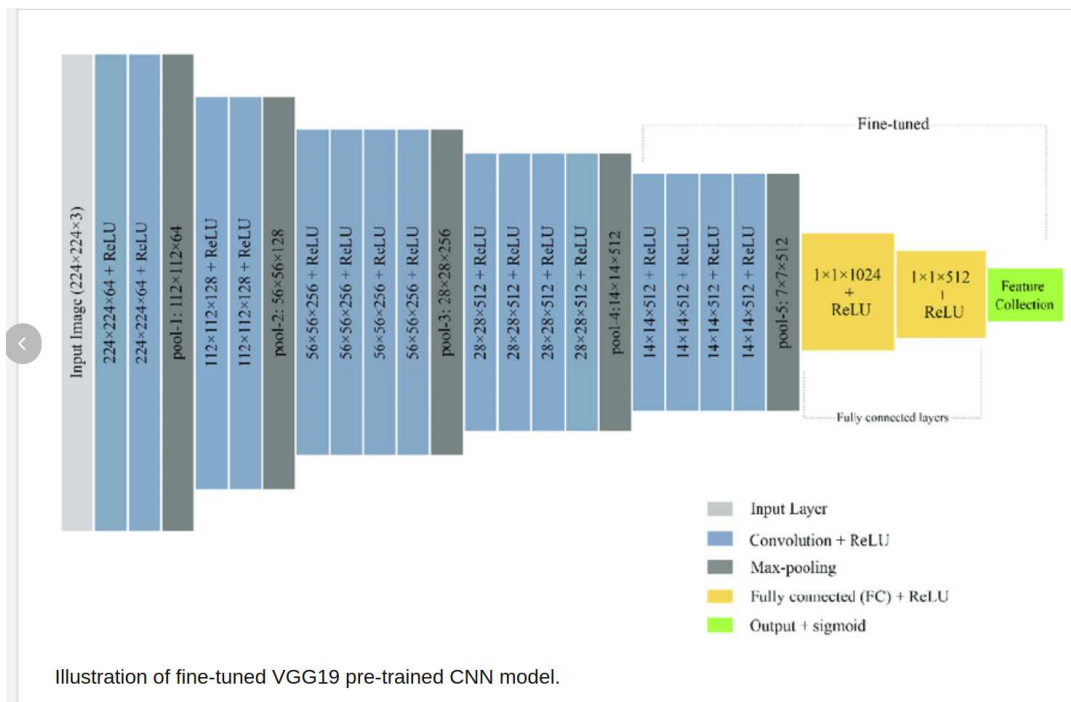 Input Image (224×224×3)
224×224×64 + ReLU
224×224×64 + ReLU
pool-1: 112×112×64
112×112×128 + ReLU
112×112×128 + ReLU
pool-2: 56×56×128
56×56×256 + ReLU
56×56×256 + ReLU
56×56×256 + ReLU
56×56×256 + ReLU
pool-3: 28×28×256
28×28×512 + ReLU
28×28×512 + ReLU
28×28×512 + ReLU
28×28×512 + ReLU
pool-4:14×14×512
14×14×512 + ReLU
14×14×512 + ReLU
14×14×512 + ReLU
14×14×512 + ReLU
pool-5: 7×7×512
Fine-tuned
1×1×1024
+
ReLU
1×1×512
+
ReLU
Feature
Collection
Fully connected layers
Input Layer
Convolution + ReLU
Max-pooling
Fully connected (FC) + ReLU
Output + sigmoid
Illustration of fine-tuned VGG19 pre-trained CNN model.